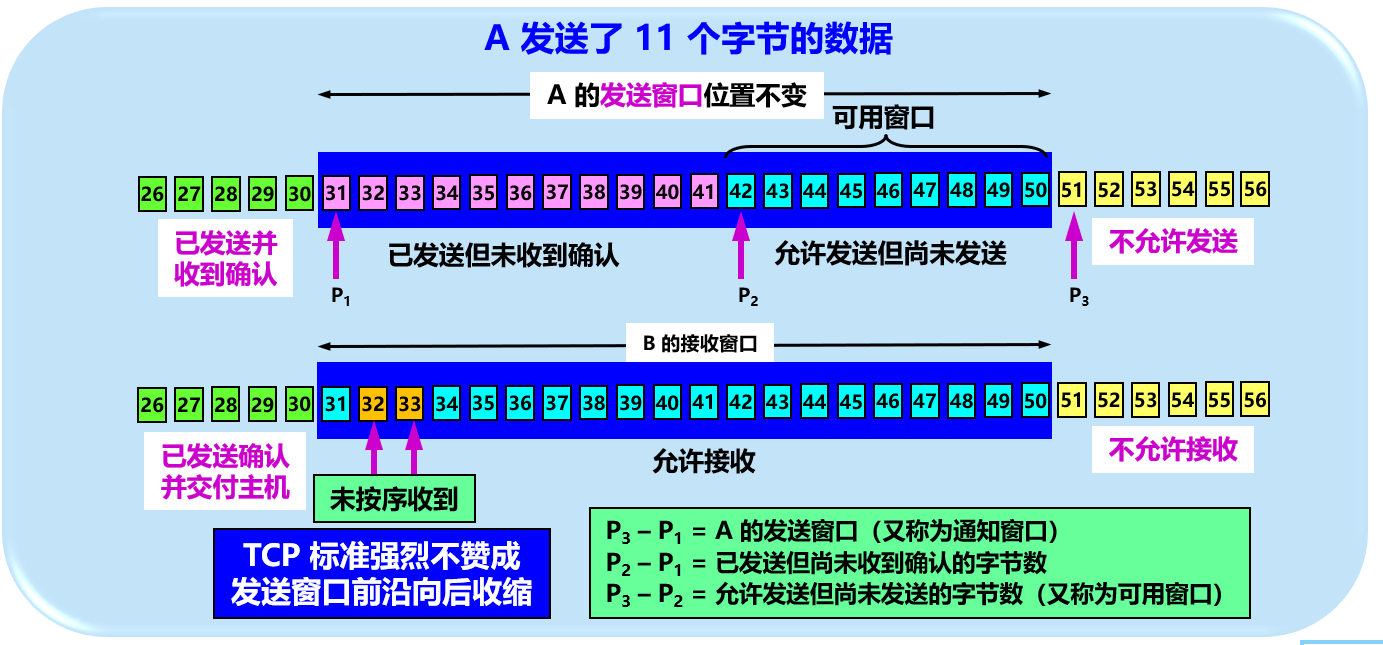 A 发送了 11 个字节的数据
A 的发送窗口位置不变
可用窗口
26 27 28 29 30 31 32 33 34 35 36 37 38 39 40 41 42 43 44 45 46 47 48 49 50 51 52 53 54 55 56
已发送并
收到确认
已发送但未收到确认
允许发送但尚未发送
不允许发送
P1
P2
P3
B 的接收窗口
26 27 28 29 30 31 32 33 34 35 36 37 38 39 40 41 42 43 44 45 46 47 48 49 50 51 52 53 54 55 56
已发送确认
并交付主机
允许接收
不允许接收
未按序收到
TCP 标准强烈不赞成
发送窗口前沿向后收缩
P3 – P1 = A 的发送窗口（又称为通知窗口）
P2 – P1 = 已发送但尚未收到确认的字节数
P3 – P2 = 允许发送但尚未发送的字节数（又称为可用窗口）